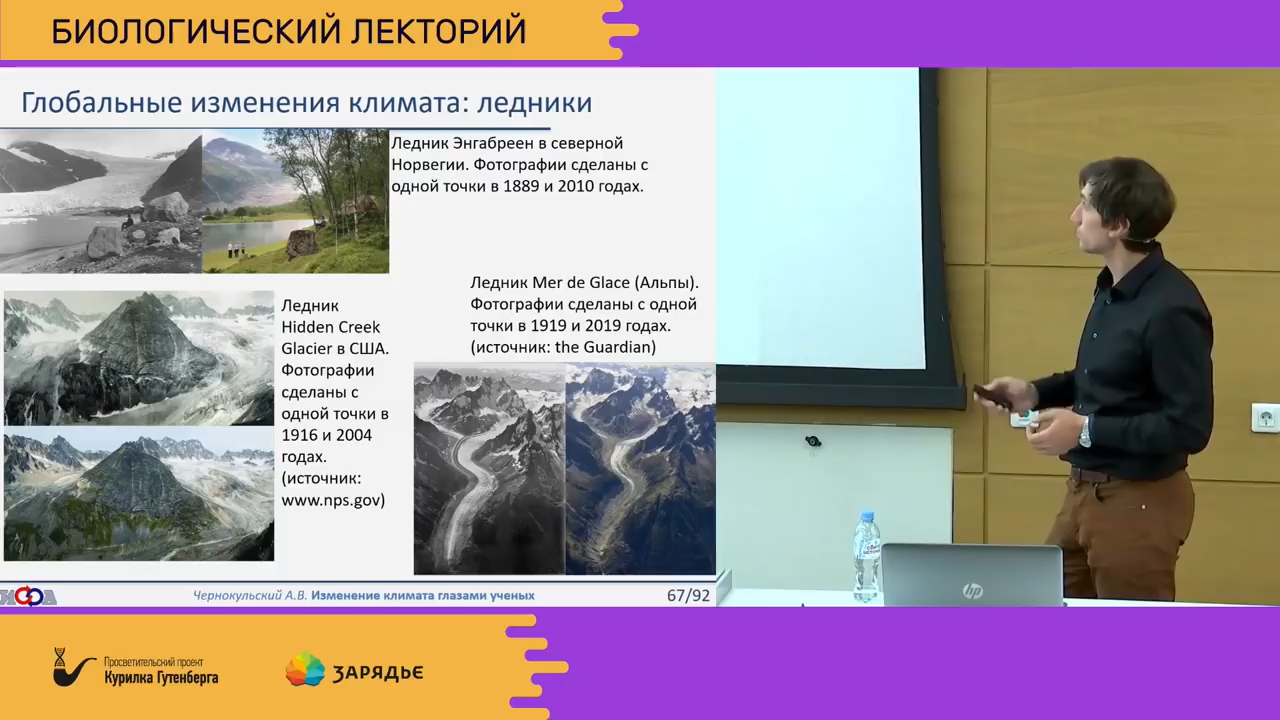 БИОЛОГИЧЕСКИЙ ЛЕКТОРИЙ
Глобальные изменения климата: ледники
Ледник Энгабреен в северной
Норвегии. Фотографии сделаны с
одной точки в 1889 и 2010 годах.
Ледник Mer de Glace (Альпы).
Фотографии сделаны с одной
точки в 1919 и 2019 годах.
(источник: the Guardian)
Ледник
Hidden Creek
Glacier в США.
Фотографии
сделаны с
одной точки в
1916 и 2004
годах.
(источник:
www.nps.gov)
ИФА
Чернокульский А.В. Изменение климата глазами ученых
67/92
hp
Просветительский проект
Курилка Гутенберга
ЗАРЯДЬЕ